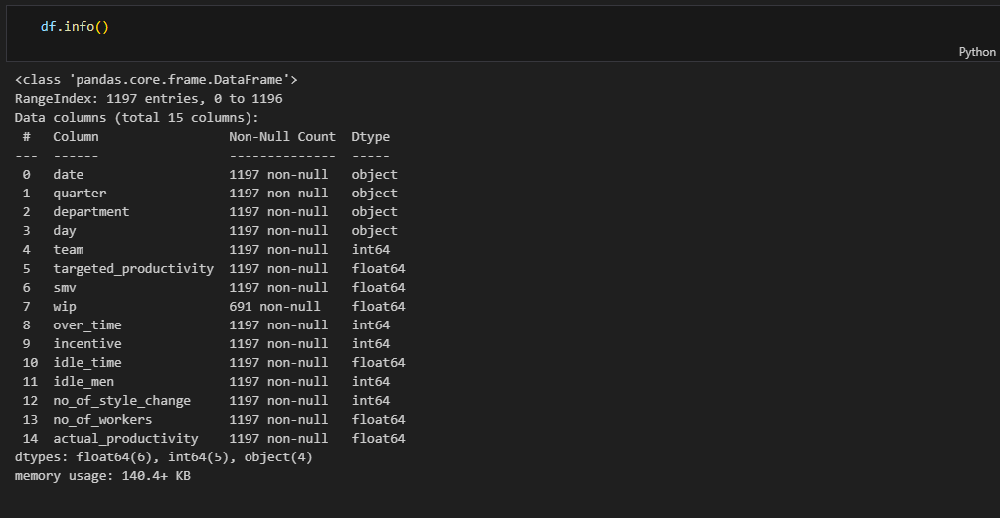 df.info()
Python
<class 'pandas.core.frame.DataFrame'>
RangeIndex: 1197 entries, 0 to 1196
Data columns (total 15 columns):
 #   Column                 Non-Null Count  Dtype
---  ------                 --------------  -----
 0   date                   1197 non-null   object
 1   quarter                1197 non-null   object
 2   department             1197 non-null   object
 3   day                    1197 non-null   object
 4   team                   1197 non-null   int64
 5   targeted_productivity  1197 non-null   float64
 6   smv                    1197 non-null   float64
 7   wip                    691 non-null    float64
 8   over_time              1197 non-null   int64
 9   incentive              1197 non-null   int64
 10  idle_time              1197 non-null   float64
 11  idle_men               1197 non-null   int64
 12  no_of_style_change     1197 non-null   int64
 13  no_of_workers          1197 non-null   float64
 14  actual_productivity    1197 non-null   float64
dtypes: float64(6), int64(5), object(4)
memory usage: 140.4+ KB